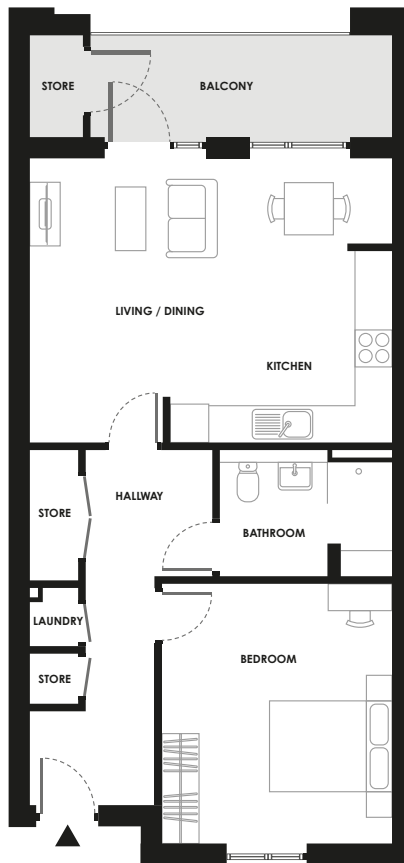 STORE
BALCONY
LIVING / DINING
KITCHEN
HALLWAY
STORE
BATHROOM
LAUNDRY
BEDROOM
STORE